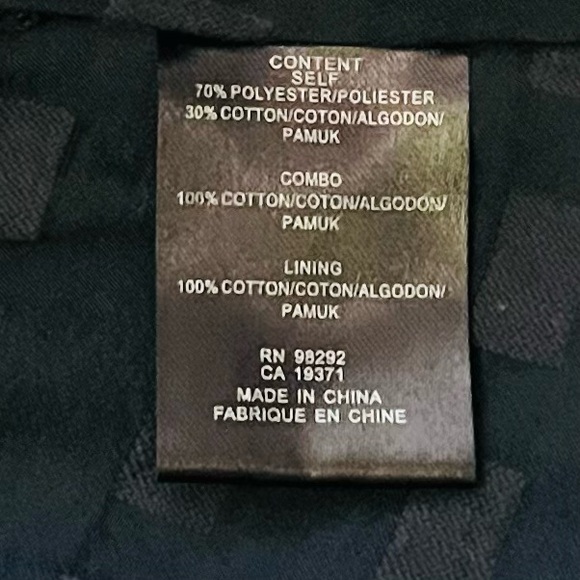 CONTENT
SELF
70% POLYESTER/POLIESTER
30% COTTON/COTON/ALGODON/
PAMUK
COMBO
100% COTTON/COTON/ALGODON/
PAMUK
LINING
100% COTTON/COTON/ALGODON/
PAMUK
RN 98292
CA 19371
MADE IN CHINA
FABRIQUE EN CHINE